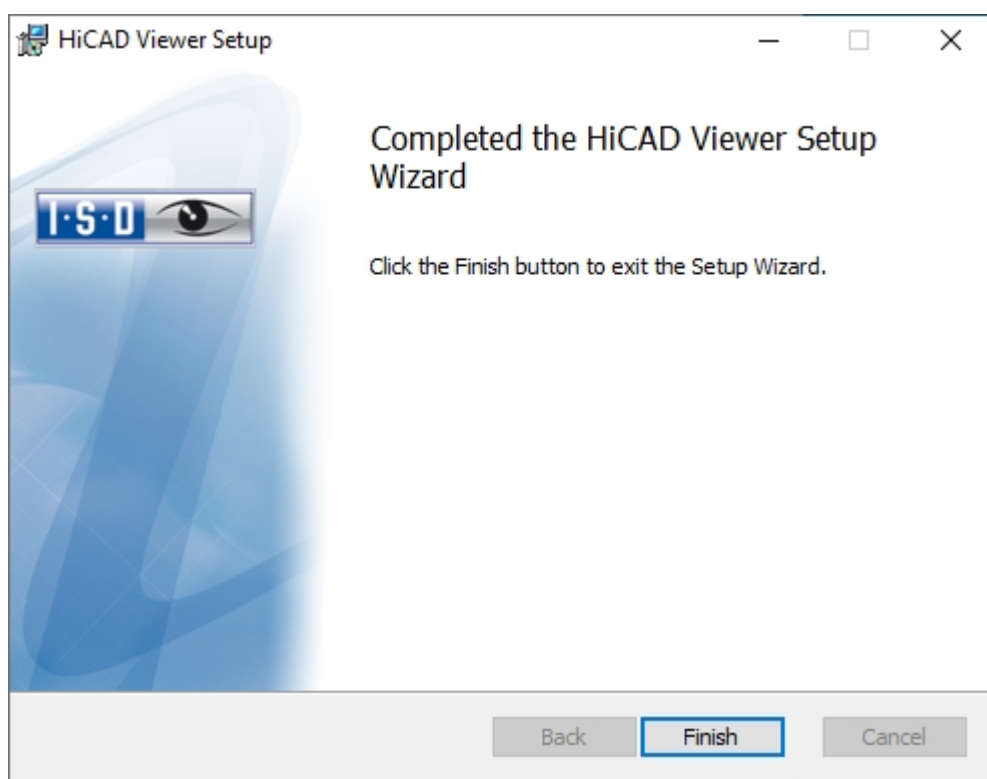 HiCAD Viewer Setup
Completed the HiCAD Viewer Setup
Wizard
I·S·D
Click the Finish button to exit the Setup Wizard.
Back Finish Cancel